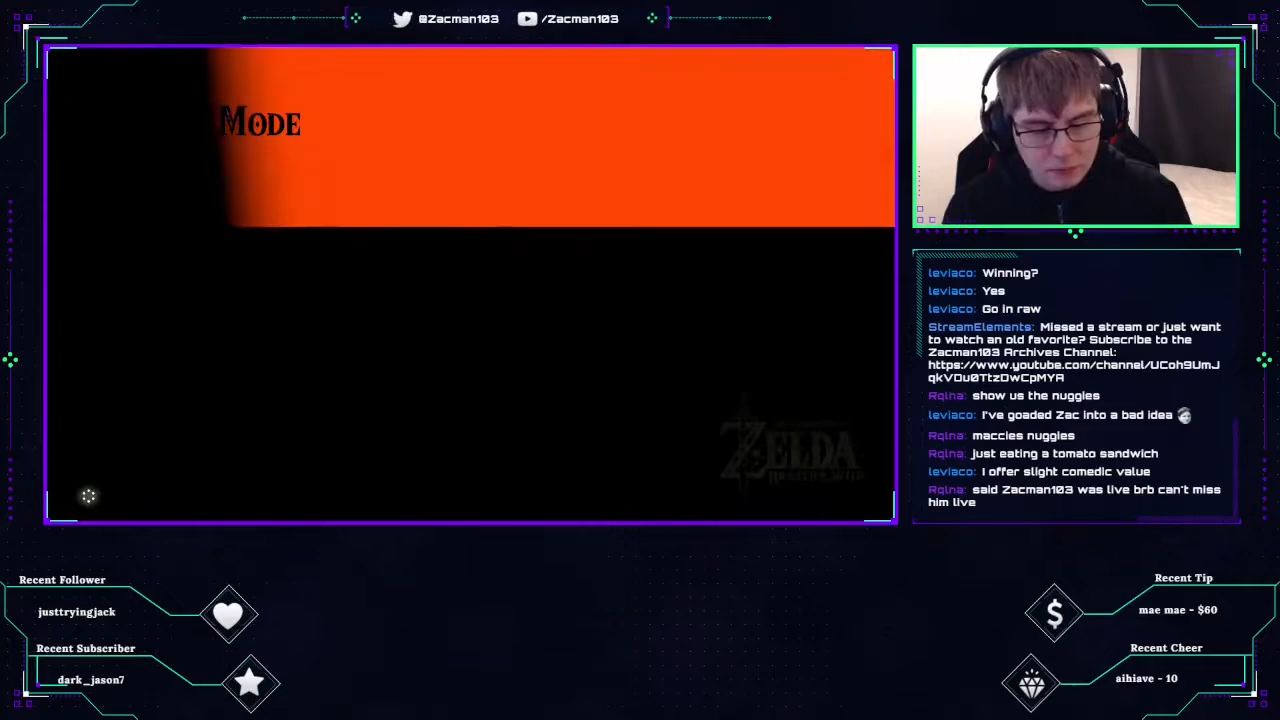 @Zacman103
/Zacman103
Mode
ZELDA
leviaco: Winning?
leviaco: Yes
leviaco: Go in raw
StreamElements: Missed a stream or just want
to watch an old favorite? Subscribe to the
Zacman103 Archives Channel:
https://www.youtube.com/channel/UCoh9UmJ
qkVDu0TtzDwCpMYA
Rqlna: show us the nuggies
leviaco: I've goaded Zac into a bad idea
Rqlna: maccies nuggies
Rqlna: just eating a tomato sandwich
leviaco: I offer slight comedic value
Rqlna: said Zacman103 was live brb can't miss
him live
Recent Follower
justtryingjack
Recent Subscriber
dark_jason7
Recent Tip
mae mae - $60
Recent Cheer
aihiave - 10